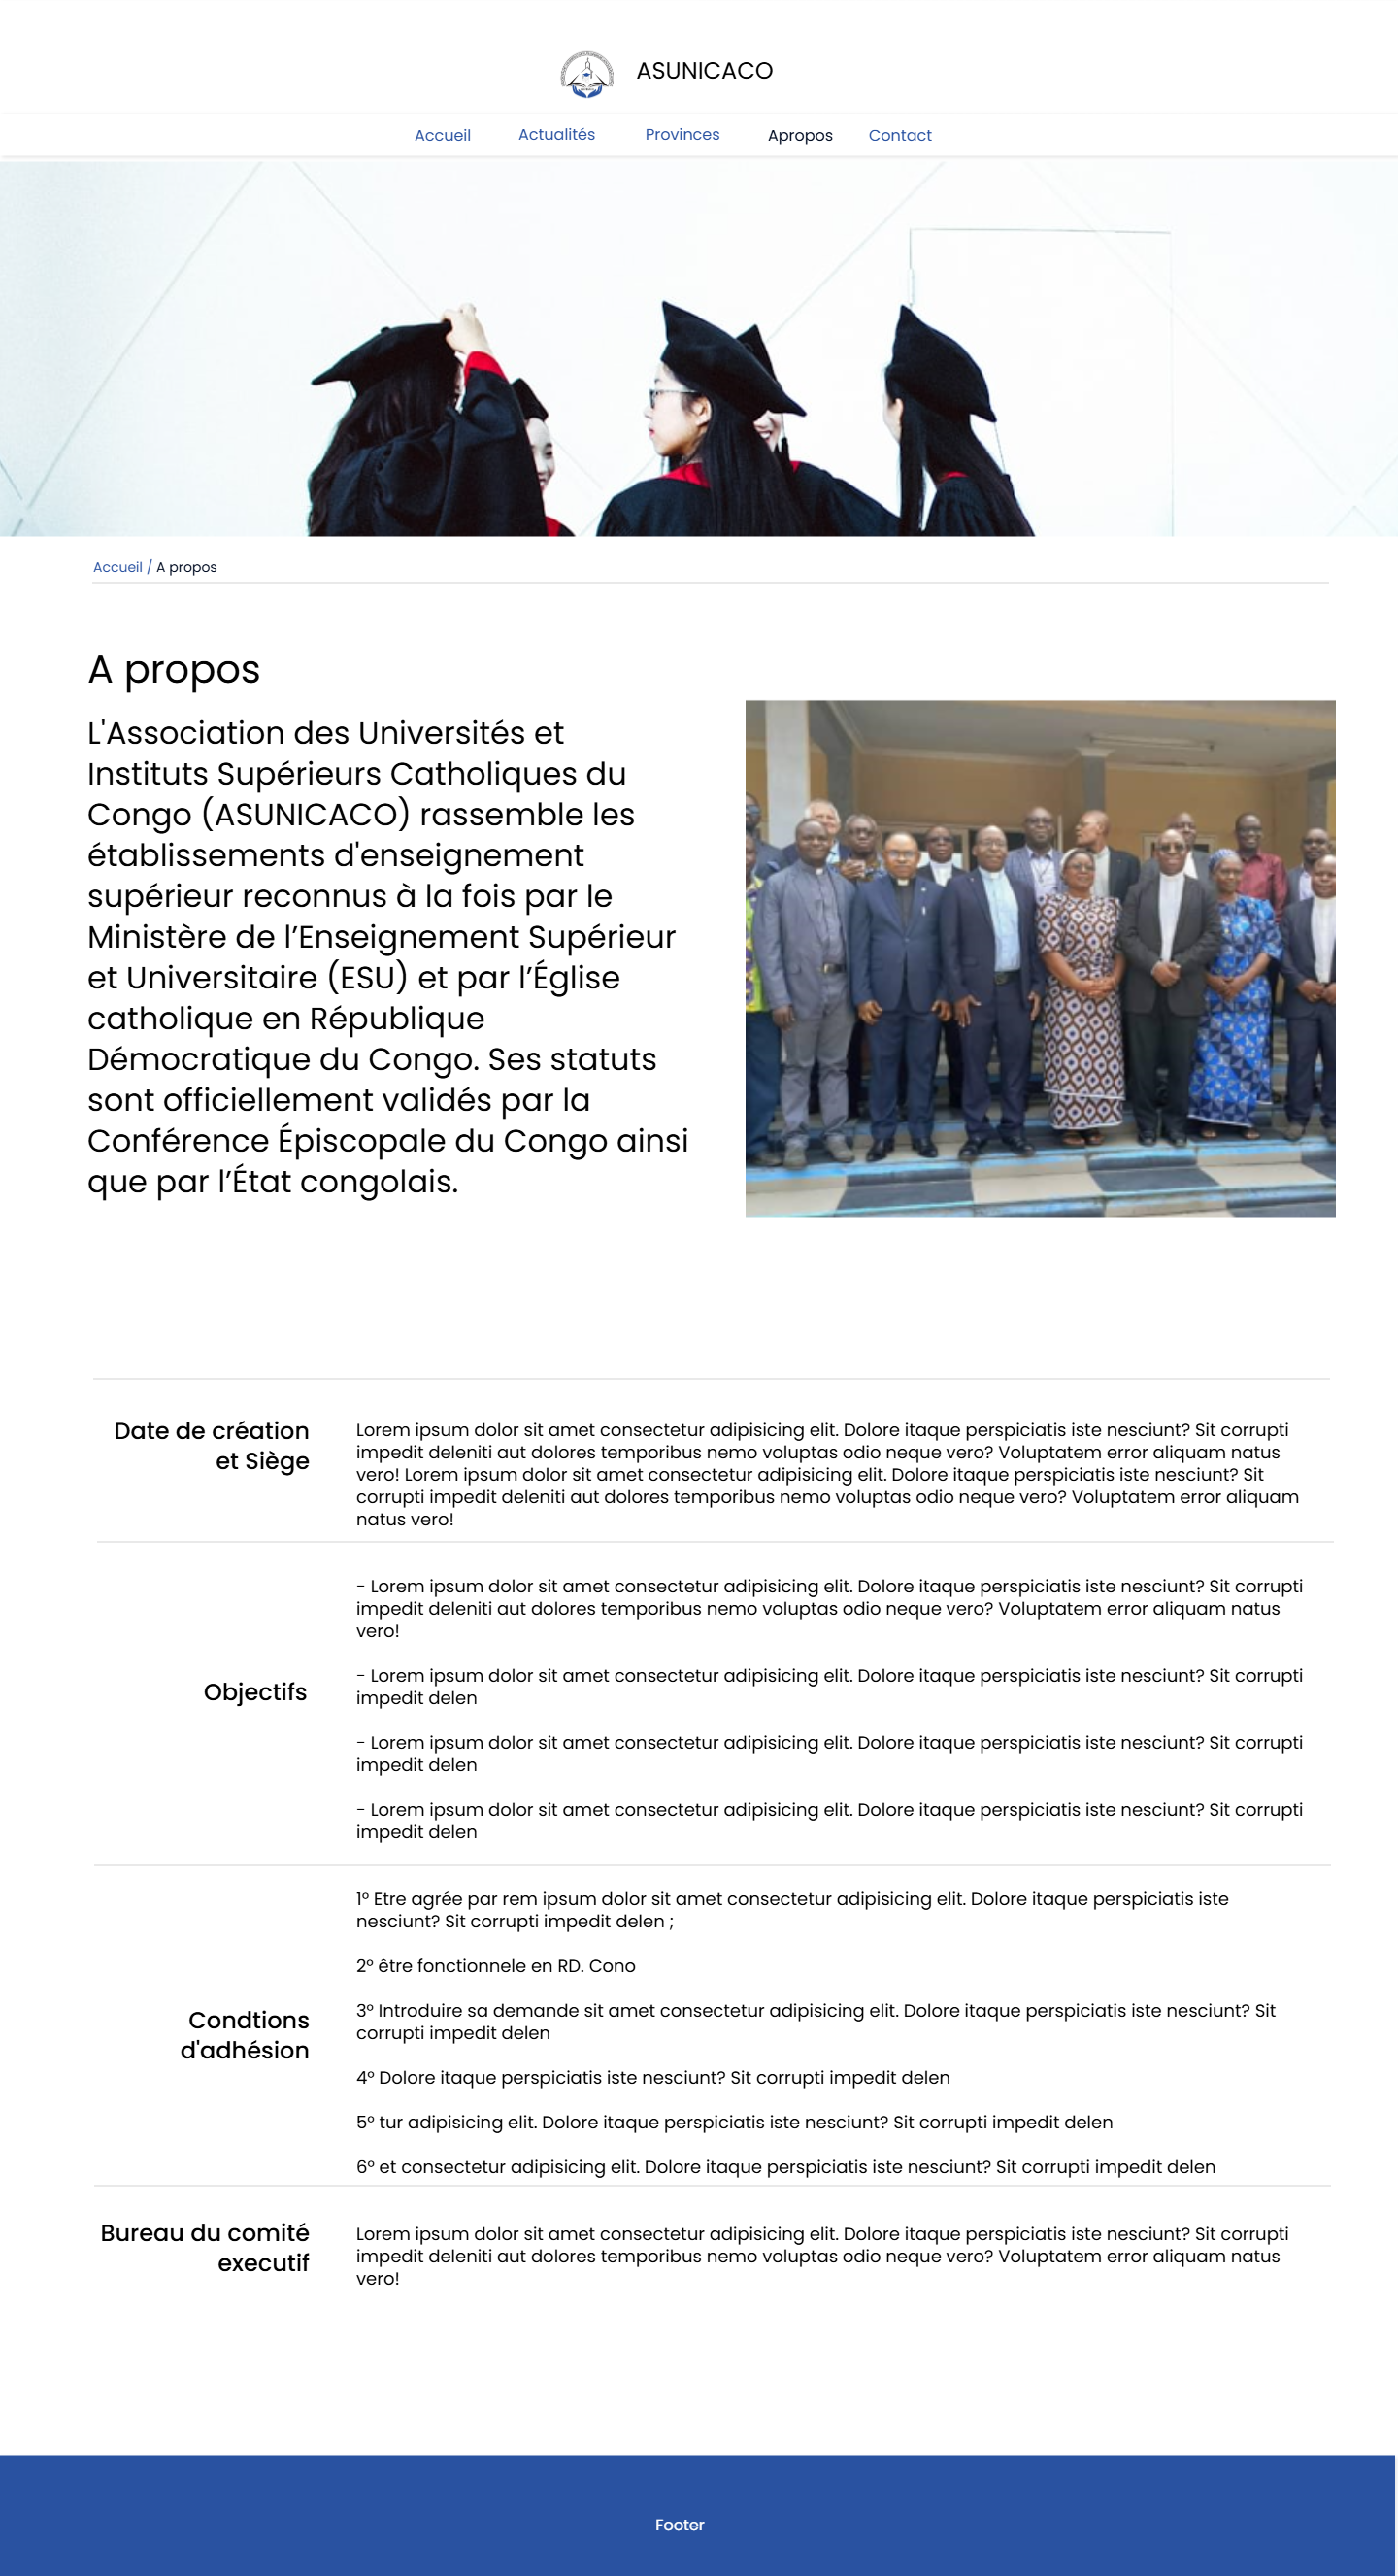 ASUNICACO
Accueil Actualités Provinces Apropos Contact
Accueil / A propos
A propos
L'Association des Universités et
Instituts Supérieurs Catholiques du
Congo (ASUNICACO) rassemble les
établissements d'enseignement
supérieur reconnus à la fois par le
Ministère de l’Enseignement Supérieur
et Universitaire (ESU) et par l’Église
catholique en République
Démocratique du Congo. Ses statuts
sont officiellement validés par la
Conférence Épiscopale du Congo ainsi
que par l’État congolais.
Date de création
et Siège
Lorem ipsum dolor sit amet consectetur adipisicing elit. Dolore itaque perspiciatis iste nesciunt? Sit corrupti
impedit deleniti aut dolores temporibus nemo voluptas odio neque vero? Voluptatem error aliquam natus
vero! Lorem ipsum dolor sit amet consectetur adipisicing elit. Dolore itaque perspiciatis iste nesciunt? Sit
corrupti impedit deleniti aut dolores temporibus nemo voluptas odio neque vero? Voluptatem error aliquam
natus vero!
Objectifs
- Lorem ipsum dolor sit amet consectetur adipisicing elit. Dolore itaque perspiciatis iste nesciunt? Sit corrupti
impedit deleniti aut dolores temporibus nemo voluptas odio neque vero? Voluptatem error aliquam natus
vero!
- Lorem ipsum dolor sit amet consectetur adipisicing elit. Dolore itaque perspiciatis iste nesciunt? Sit corrupti
impedit delen
- Lorem ipsum dolor sit amet consectetur adipisicing elit. Dolore itaque perspiciatis iste nesciunt? Sit corrupti
impedit delen
- Lorem ipsum dolor sit amet consectetur adipisicing elit. Dolore itaque perspiciatis iste nesciunt? Sit corrupti
impedit delen
Condtions
d'adhésion
1° Etre agrée par rem ipsum dolor sit amet consectetur adipisicing elit. Dolore itaque perspiciatis iste
nesciunt? Sit corrupti impedit delen ;
2° être fonctionnele en RD. Cono
3° Introduire sa demande sit amet consectetur adipisicing elit. Dolore itaque perspiciatis iste nesciunt? Sit
corrupti impedit delen
4° Dolore itaque perspiciatis iste nesciunt? Sit corrupti impedit delen
5° tur adipisicing elit. Dolore itaque perspiciatis iste nesciunt? Sit corrupti impedit delen
6° et consectetur adipisicing elit. Dolore itaque perspiciatis iste nesciunt? Sit corrupti impedit delen
Bureau du comité
executif
Lorem ipsum dolor sit amet consectetur adipisicing elit. Dolore itaque perspiciatis iste nesciunt? Sit corrupti
impedit deleniti aut dolores temporibus nemo voluptas odio neque vero? Voluptatem error aliquam natus
vero!
Footer